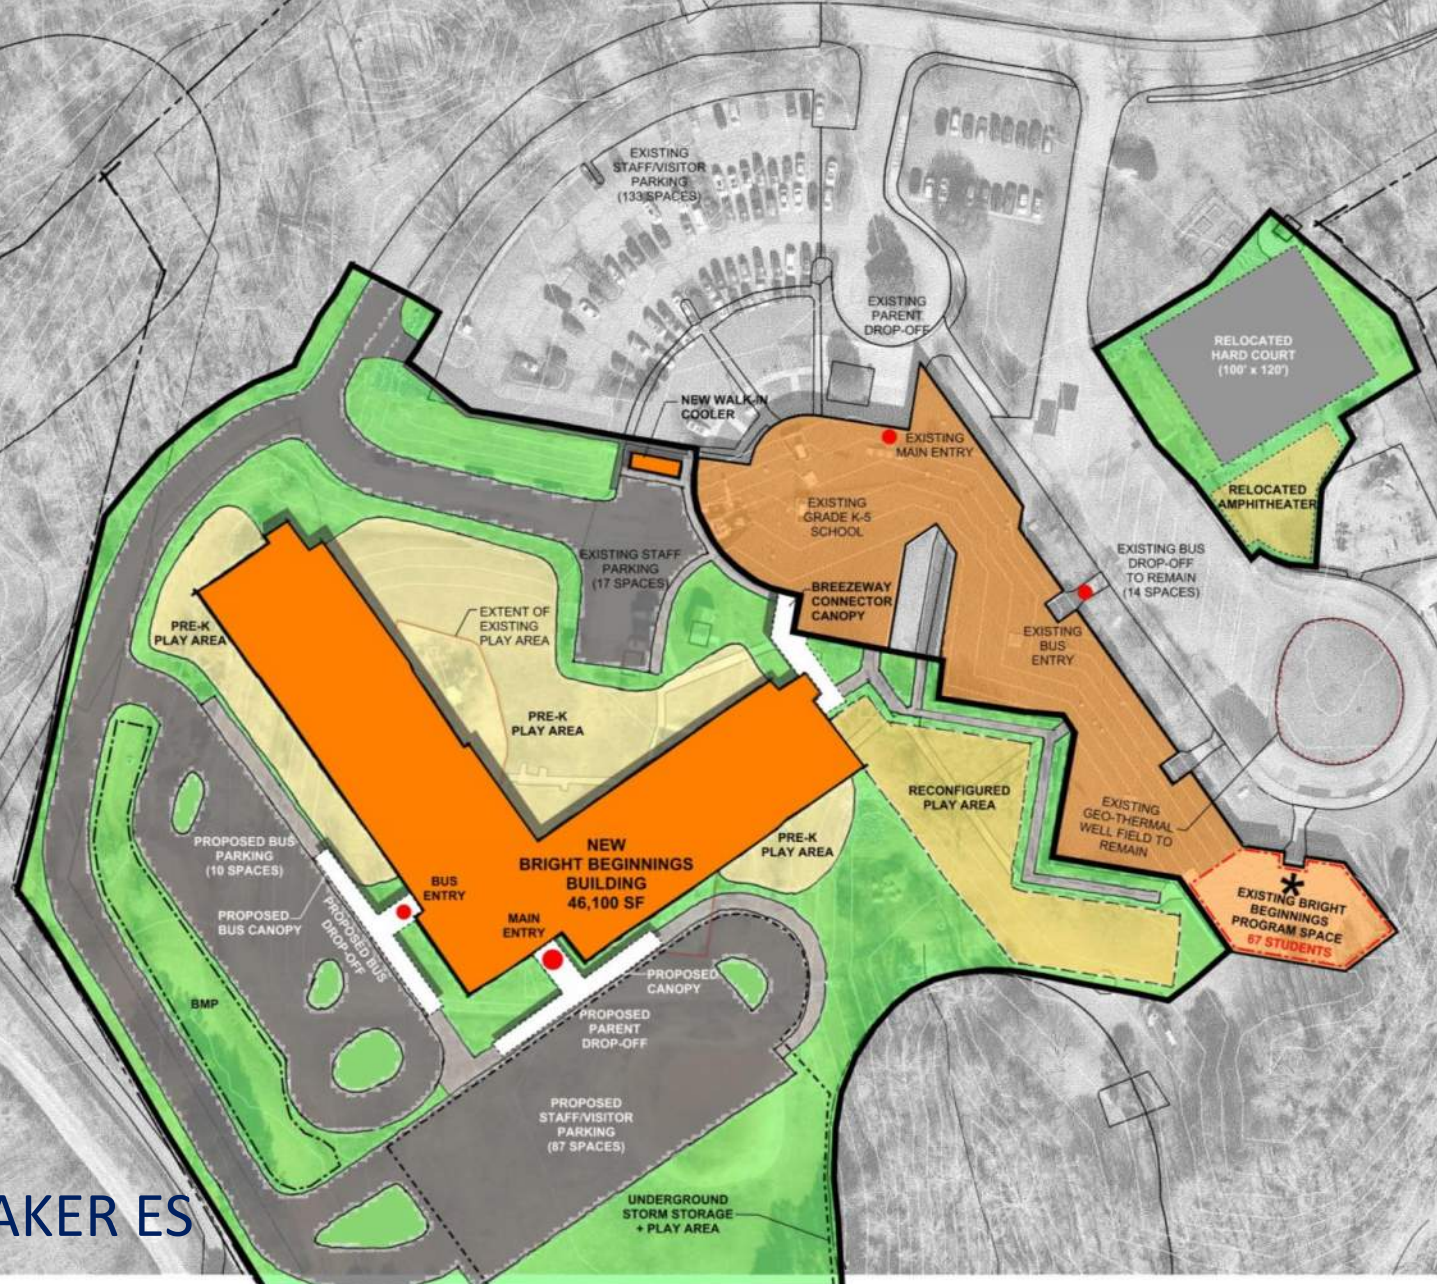 EXISTING
STAFF/VISITOR
PARKING
(133 SPACES)
EXISTING
PARENT
DROP-OFF
RELOCATED
HARD COURT
(100' x 120')
NEW WALK-IN
COOLER
EXISTING
MAIN ENTRY
RELOCATED
AMPHITHEATER
EXISTING
GRADE K-5
SCHOOL
EXISTING STAFF
PARKING
(17 SPACES)
EXISTING BUS
DROP-OFF
TO REMAIN
(14 SPACES)
BREEZEWAY
CONNECTOR
CANOPY
EXTENT OF
EXISTING
PLAY AREA
PRE-K
PLAY AREA
EXISTING
BUS
ENTRY
PRE-K
PLAY AREA
RECONFIGURED
PLAY AREA
EXISTING
GEO-THERMAL
WELL FIELD TO
REMAIN
PRE-K
PLAY AREA
NEW
BRIGHT BEGINNINGS
BUILDING
46,100 SF
PROPOSED BUS
PARKING
(10 SPACES)
BUS
ENTRY
MAIN
ENTRY
PROPOSED
BUS CANOPY
PROPOSED BUS
DROP-OFF
*
EXISTING BRIGHT
BEGINNINGS
PROGRAM SPACE
67 STUDENTS
PROPOSED
CANOPY
BMP
PROPOSED
PARENT
DROP-OFF
PROPOSED
STAFF/VISITOR
PARKING
(87 SPACES)
UNDERGROUND
STORM STORAGE
+ PLAY AREA
AKER ES